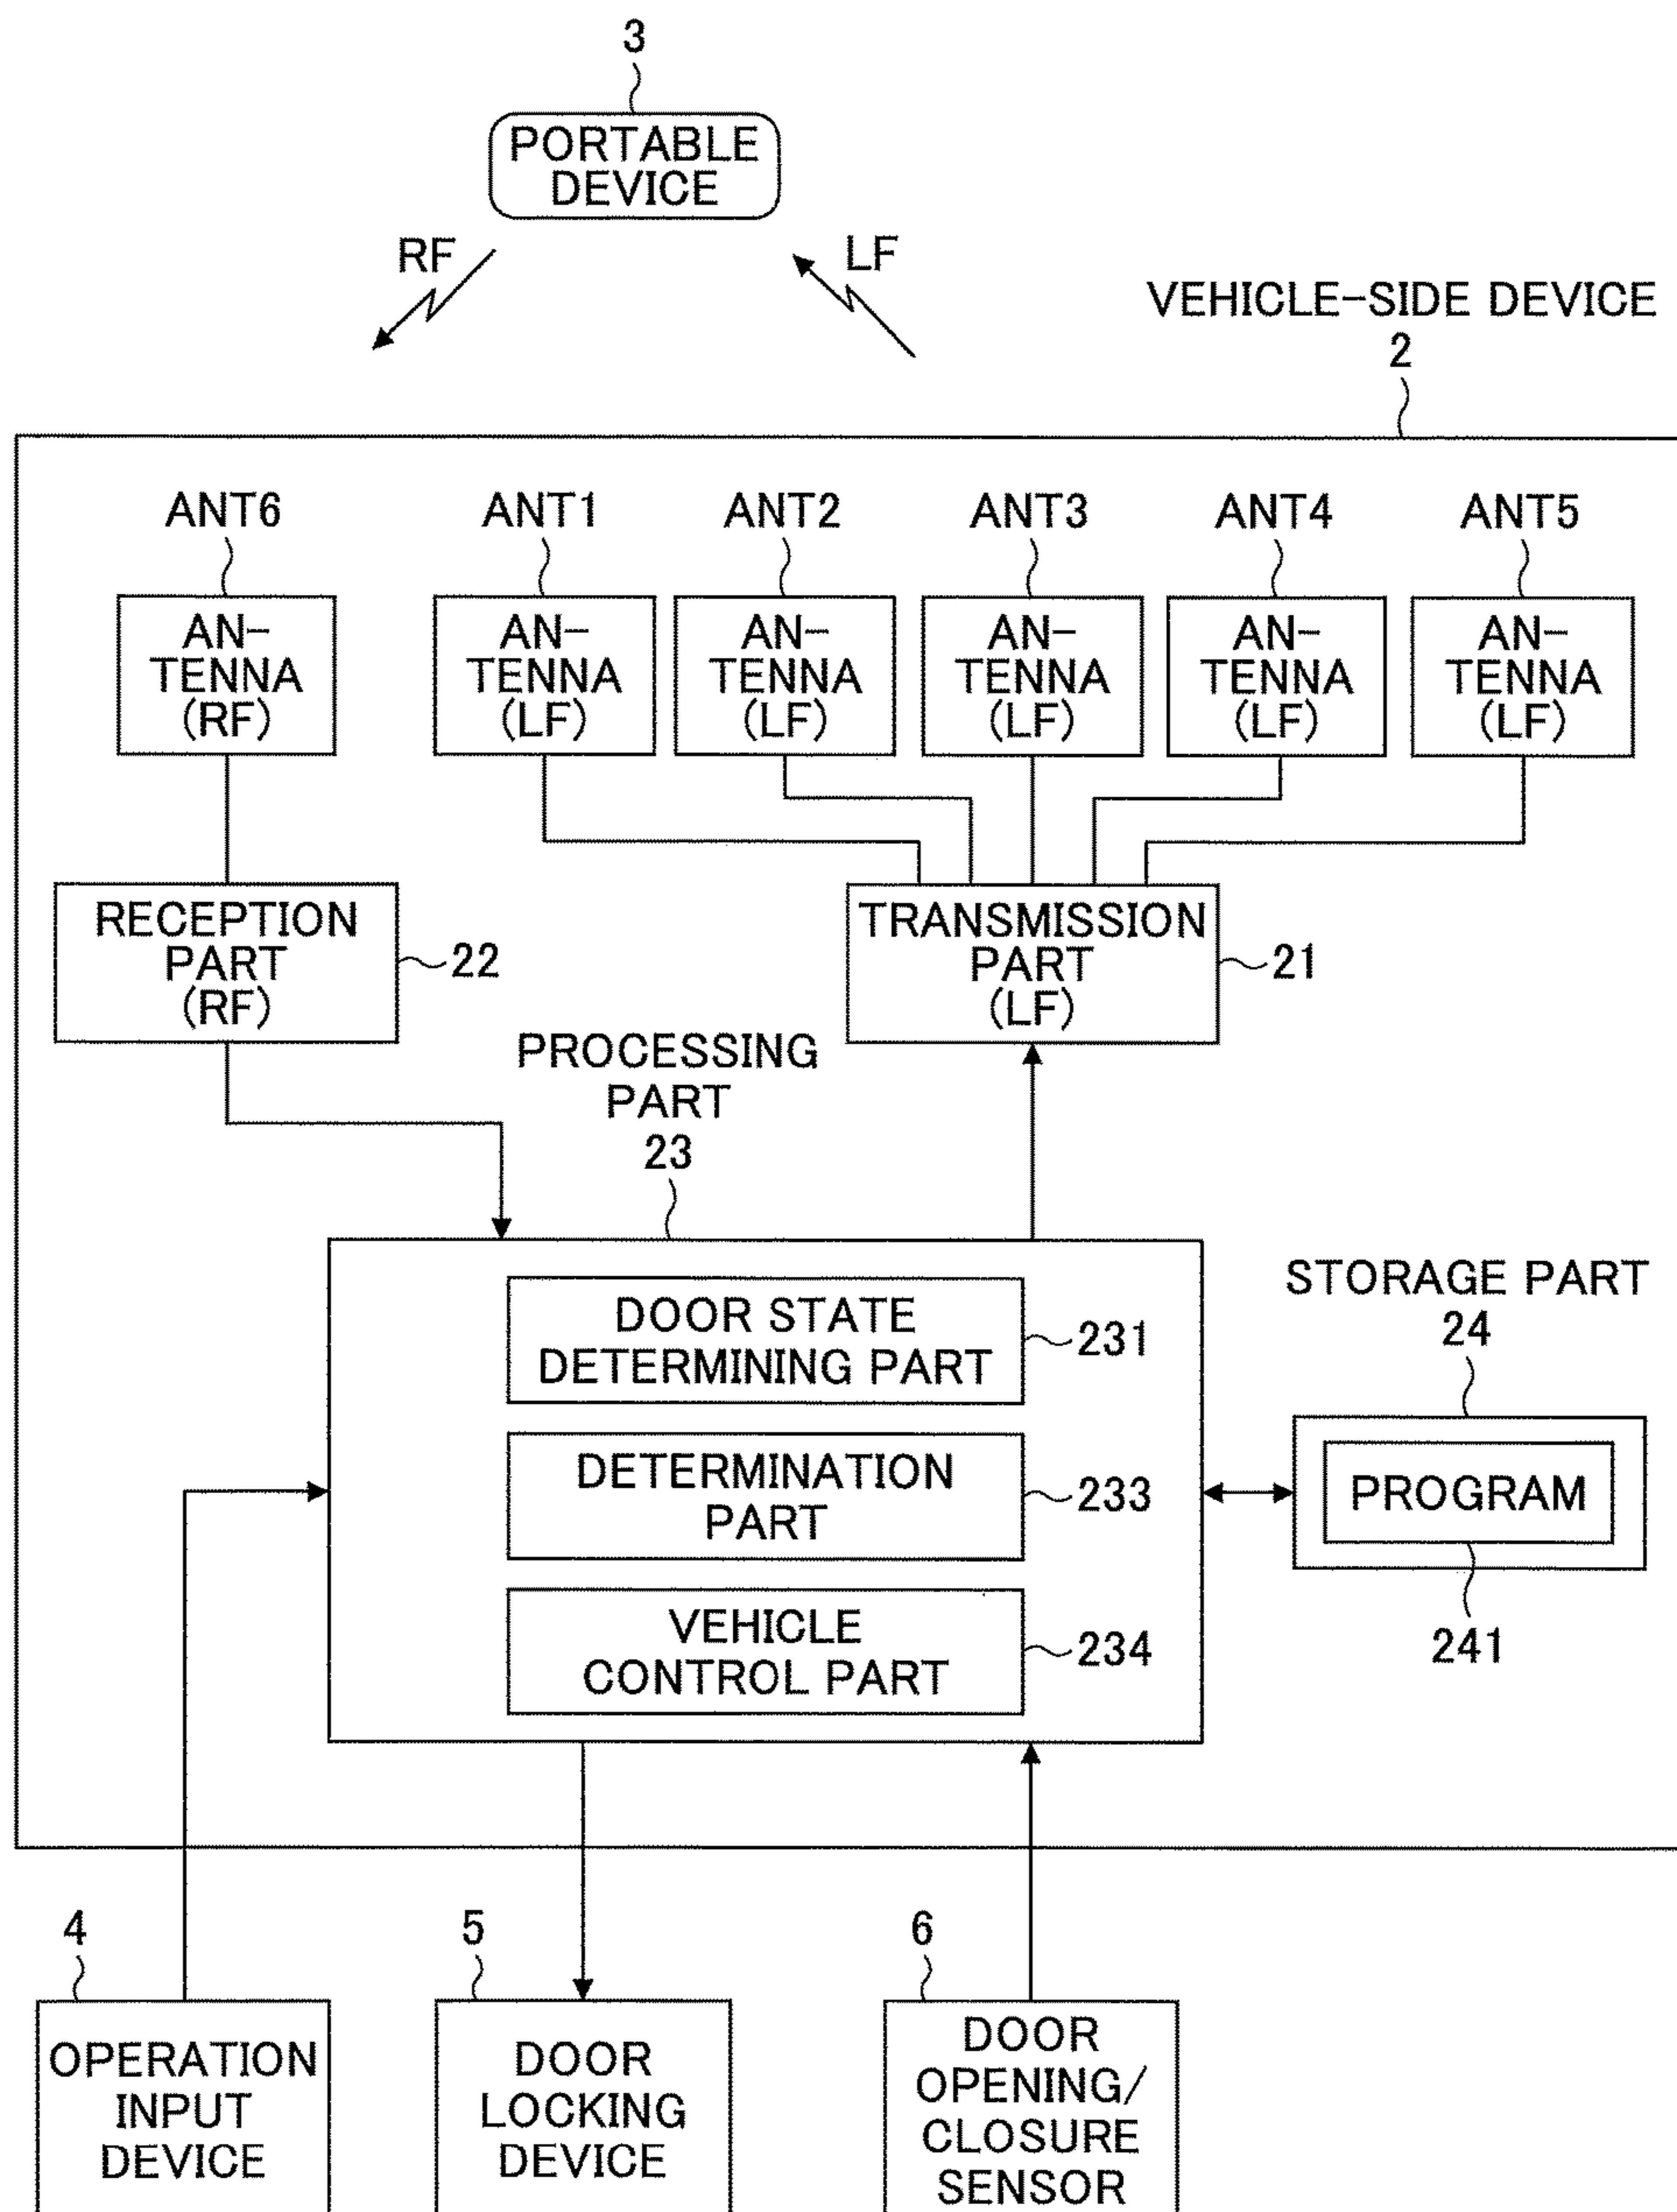 3
PORTABLE
DEVICE
RF
LF
VEHICLE-SIDE DEVICE
2
ANT6
ANT1
ANT2
ANT3
ANT4
ANT5
AN-
TENNA
(RF)
AN-
TENNA
(LF)
AN-
TENNA
(LF)
AN-
TENNA
(LF)
AN-
TENNA
(LF)
AN-
TENNA
(LF)
RECEPTION
PART
(RF)
22
TRANSMISSION
PART
(LF)
21
PROCESSING
PART
23
DOOR STATE
DETERMINING PART
231
DETERMINATION
PART
233
VEHICLE
CONTROL PART
234
STORAGE PART
24
PROGRAM
241
4
OPERATION
INPUT
DEVICE
5
DOOR
LOCKING
DEVICE
6
DOOR
OPENING/
CLOSURE
SENSOR